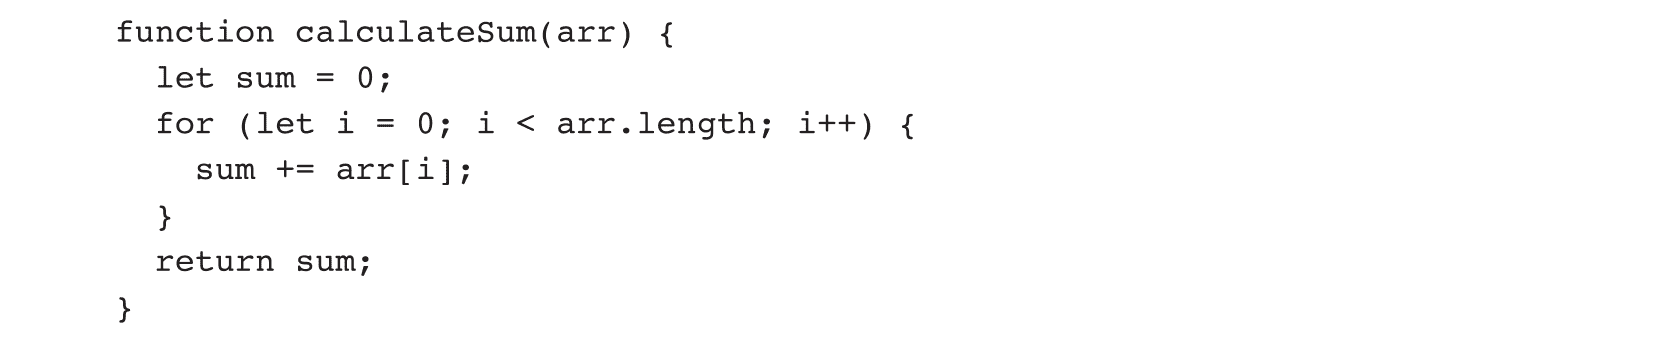 function calculateSum(arr) {
  let sum = 0;
  for (let i = 0; i < arr.length; i++) {
    sum += arr[i];
  }
  return sum;
}